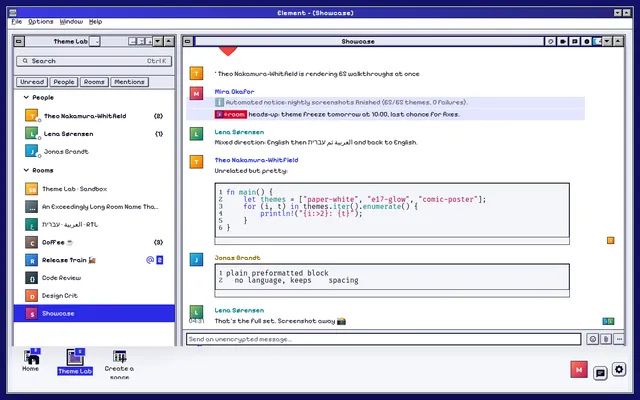 Element - (Showcase)
File Options Window Help
Theme Lab
Search Ctrl K
Unread People Rooms Mentions
People
Theo Nakamura-Whitfield (2)
Lena Sørensen (1)
Jonas Brandt
Rooms
SB Theme Lab · Sandbox
... An Exceedingly Long Room Name Tha...
ع العربية · עברית · RTL
Coffee ☕ (3)
R Release Train 🚂 @ 2
{} Code Review
D Design Crit
S Showcase
Showcase
* Theo Nakamura-Whitfield is rendering 65 walkthroughs at once
Mira Okafor
Automated notice: nightly screenshots finished (65/65 themes, 0 failures).
@room heads-up: theme freeze tomorrow at 10:00, last chance for fixes.
Lena Sørensen
Mixed direction: English then العربية ثم עברית and back to English.
Theo Nakamura-Whitfield
Unrelated but pretty:
1 fn main() {
2     let themes = ["paper-white", "e17-glow", "comic-poster"];
3     for (i, t) in themes.iter().enumerate() {
4         println!("{i:>2}: {t}");
5     }
6 }
Jonas Brandt
1 plain preformatted block
2   no language, keeps    spacing
Lena Sørensen
04:31 That's the full set. Screenshot away 📸
Send an unencrypted message...
Home
Theme Lab
Create a space
M